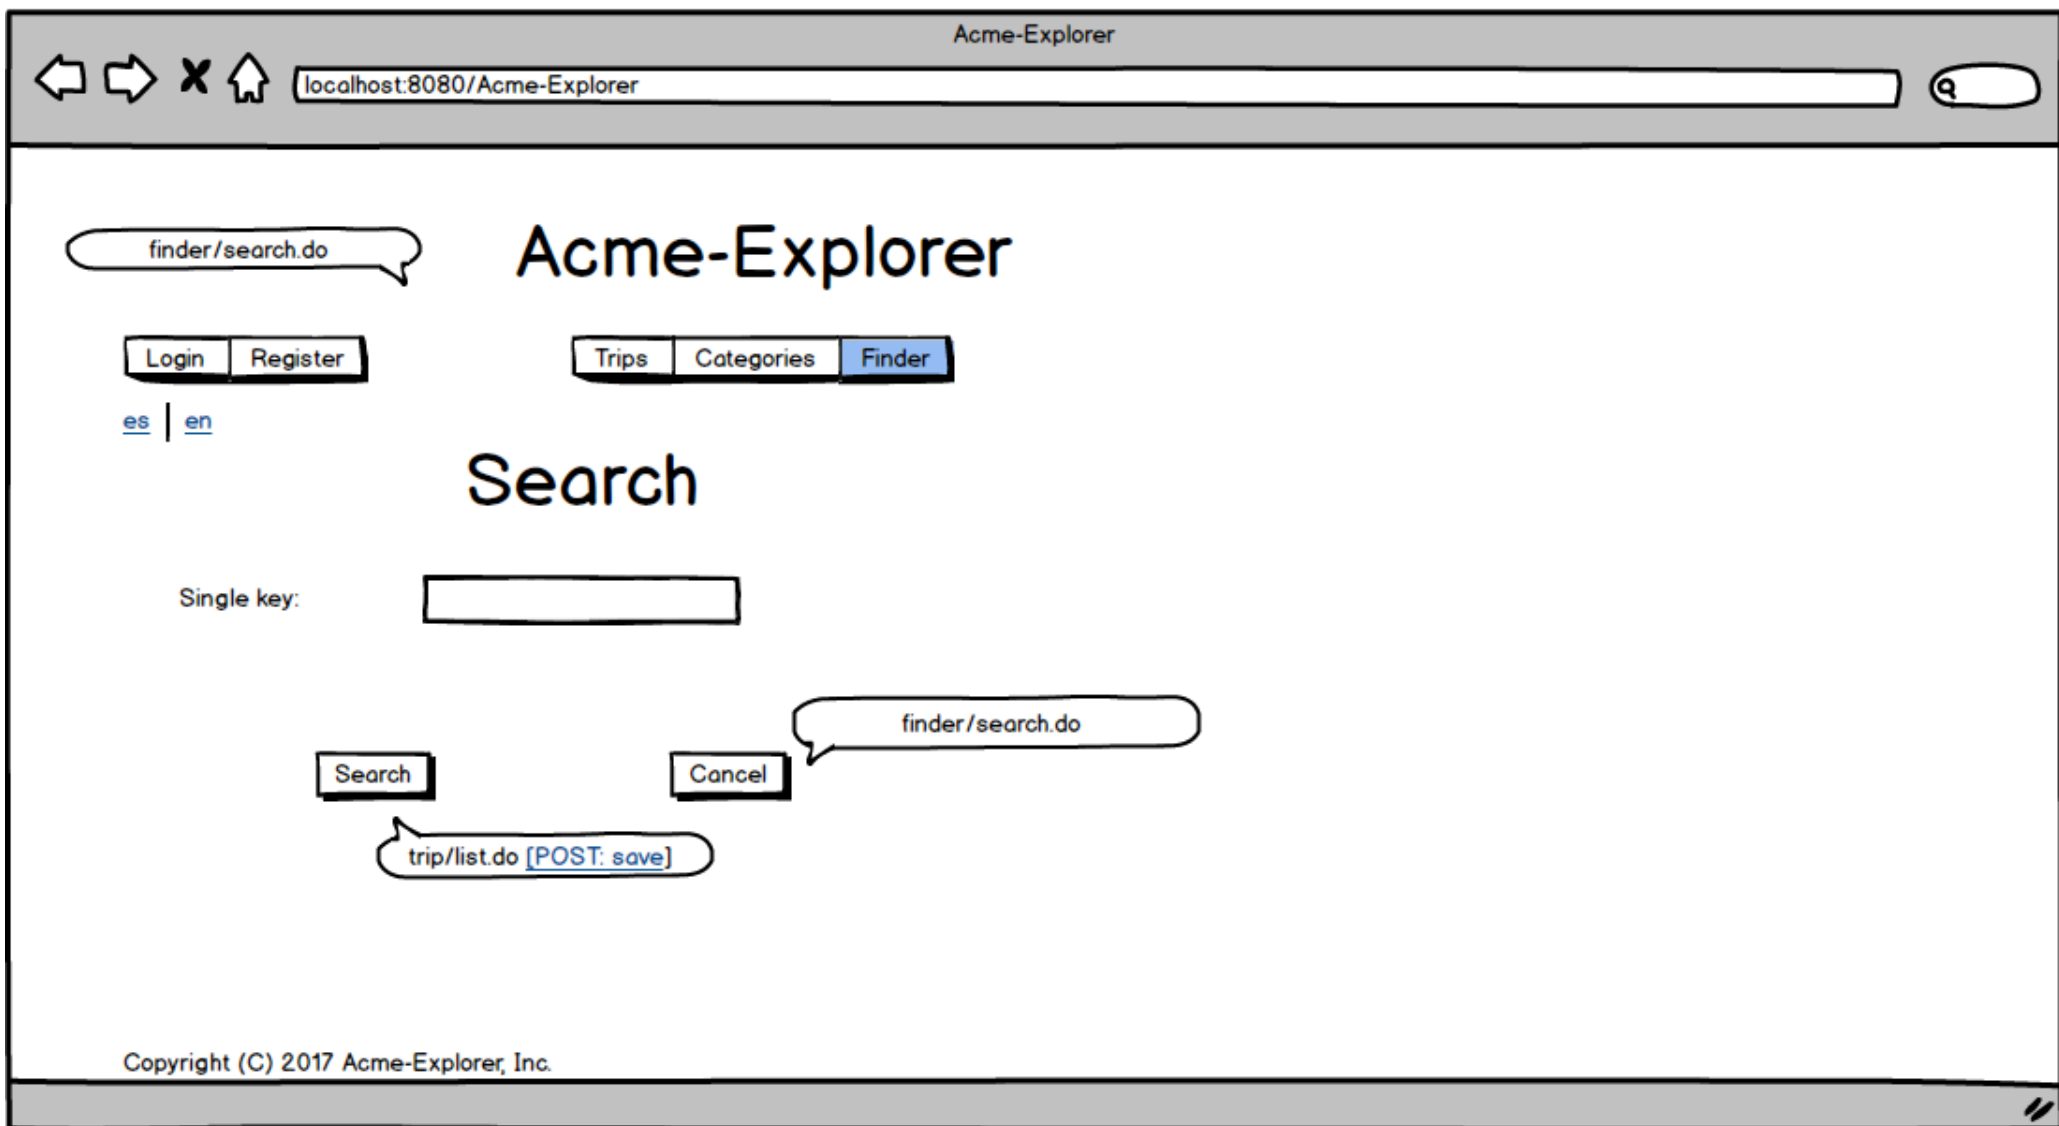 Acme-Explorer
localhost:8080/Acme-Explorer
finder/search.do
Acme-Explorer
Login Register
Trips Categories Finder
es | en
Search
Single key:
finder/search.do
Search
Cancel
trip/list.do [POST: save]
Copyright (C) 2017 Acme-Explorer, Inc.